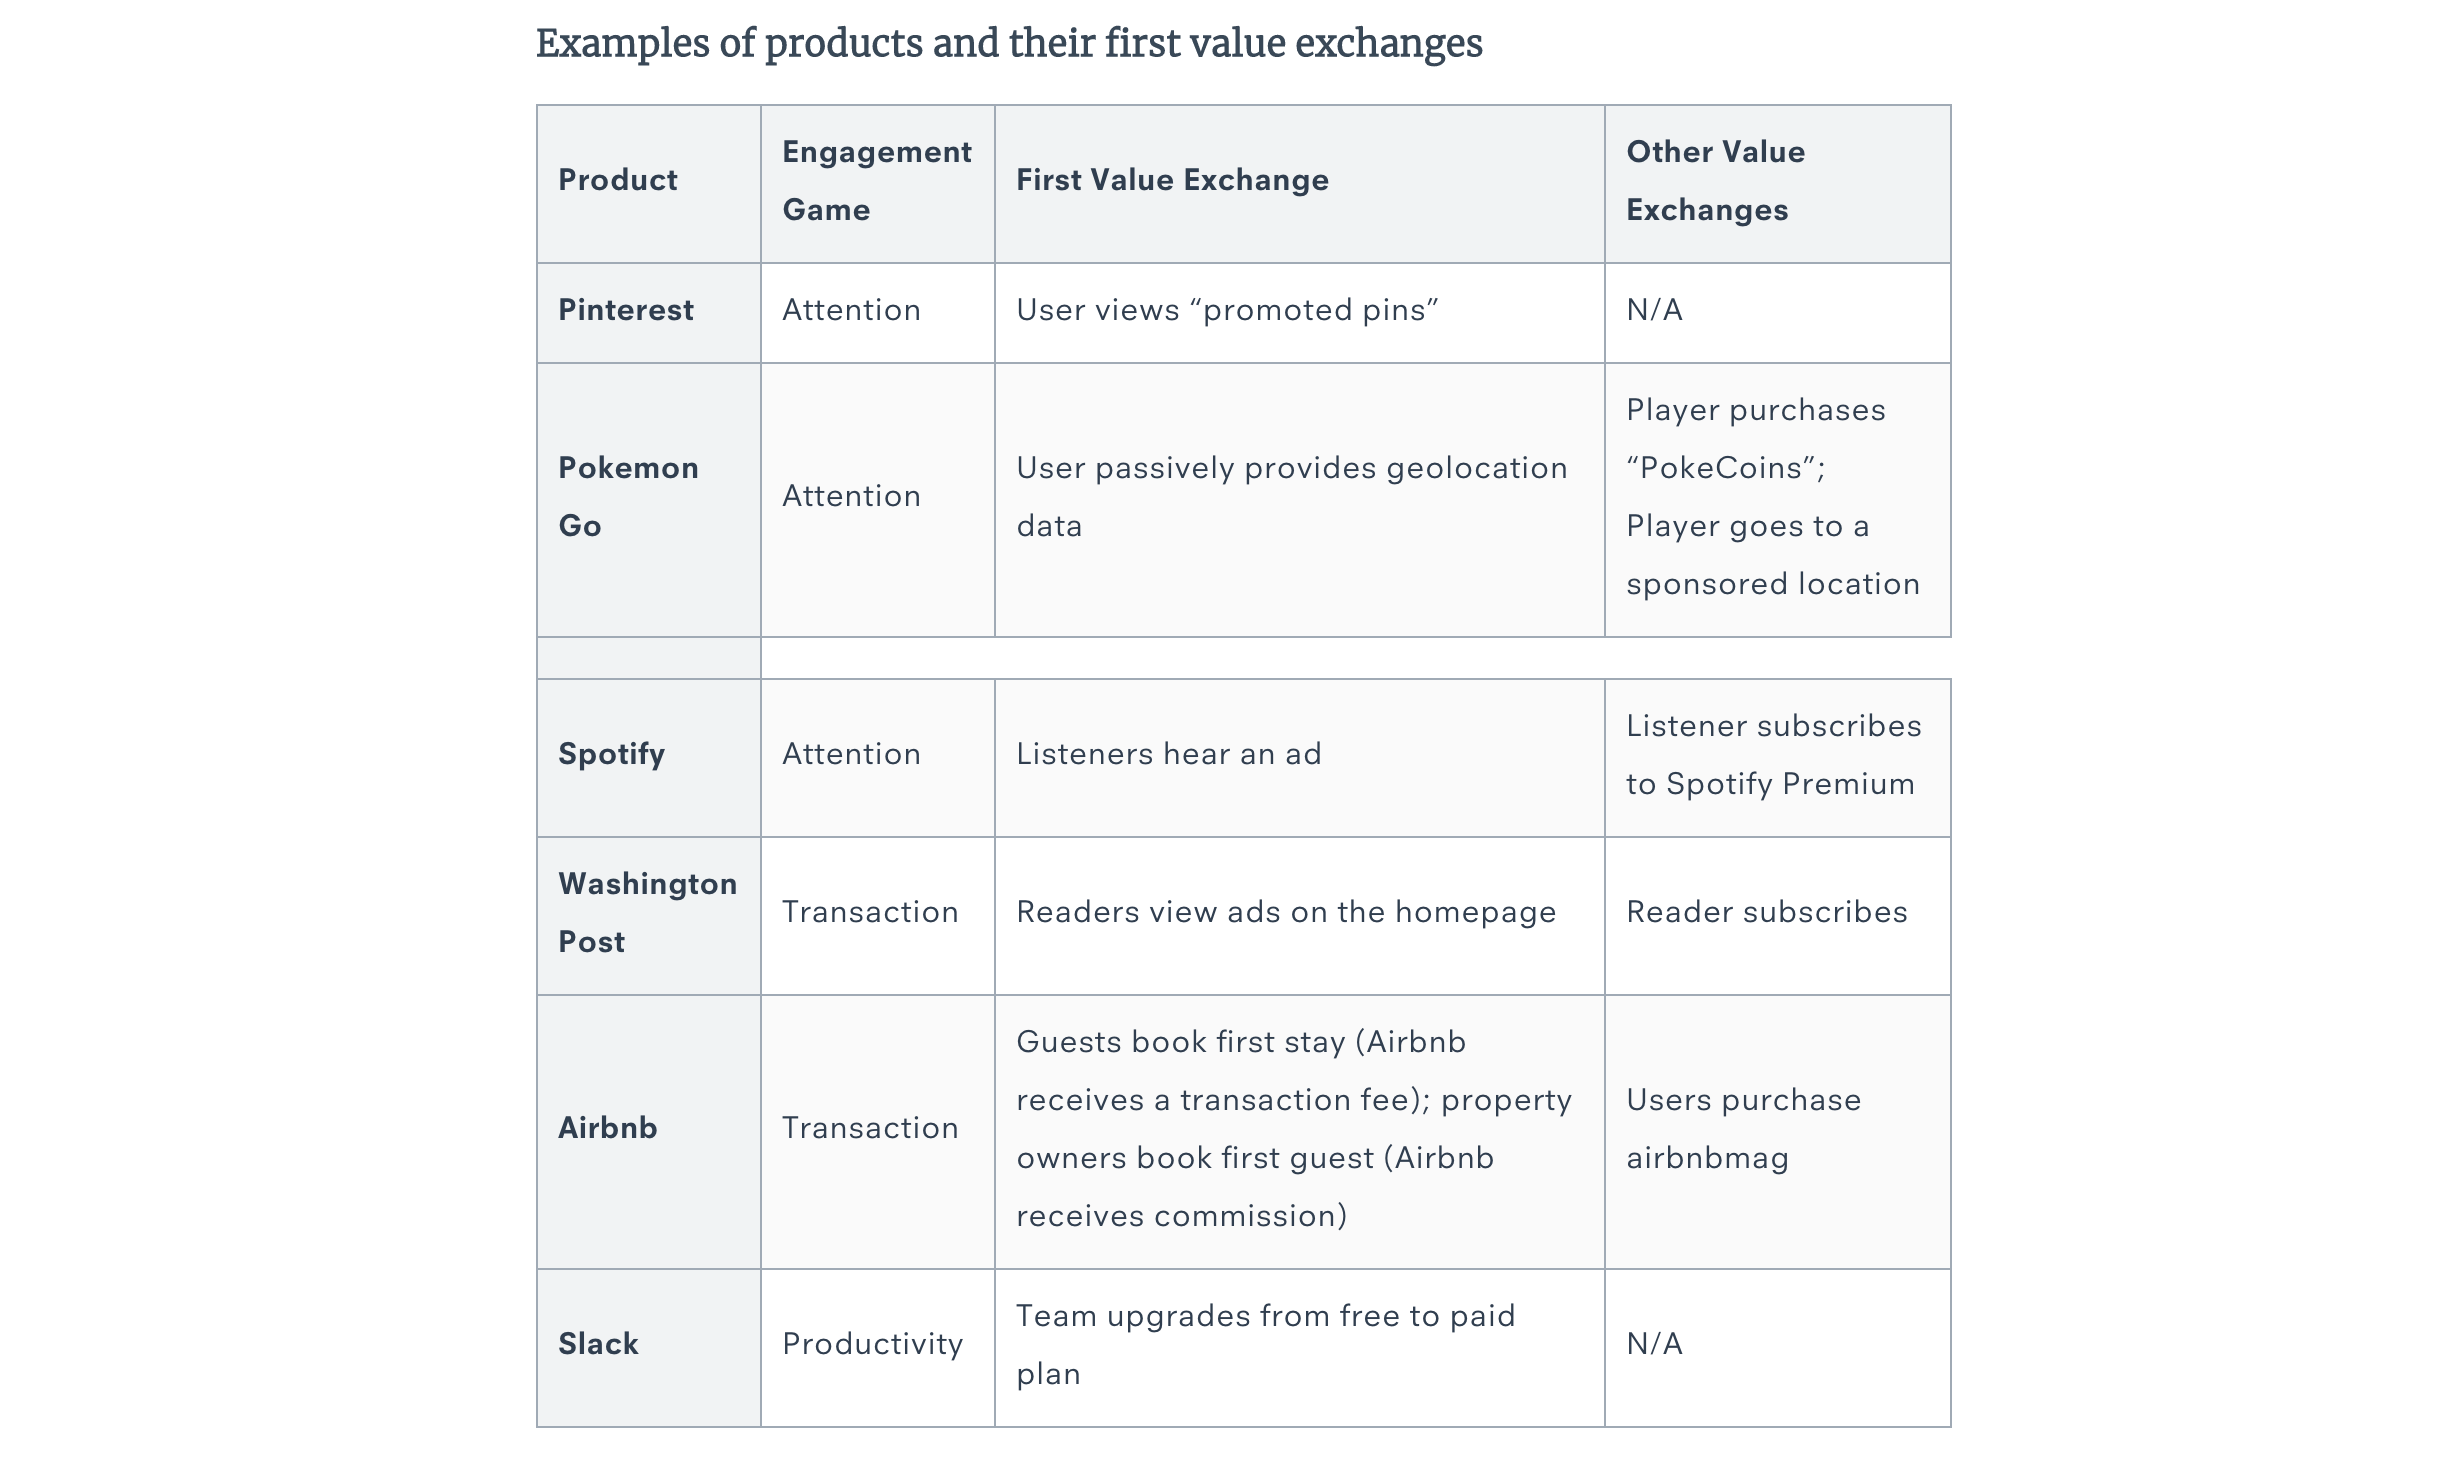 Examples of products and their first value exchanges
Product
Engagement
Game
First Value Exchange
Other Value
Exchanges
Pinterest
Attention
User views “promoted pins”
N/A
Pokemon
Go
Attention
User passively provides geolocation
data
Player purchases
“PokeCoins”;
Player goes to a
sponsored location
Spotify
Attention
Listeners hear an ad
Listener subscribes
to Spotify Premium
Washington
Post
Transaction
Readers view ads on the homepage
Reader subscribes
Airbnb
Transaction
Guests book first stay (Airbnb
receives a transaction fee); property
owners book first guest (Airbnb
receives commission)
Users purchase
airbnbmag
Slack
Productivity
Team upgrades from free to paid
plan
N/A